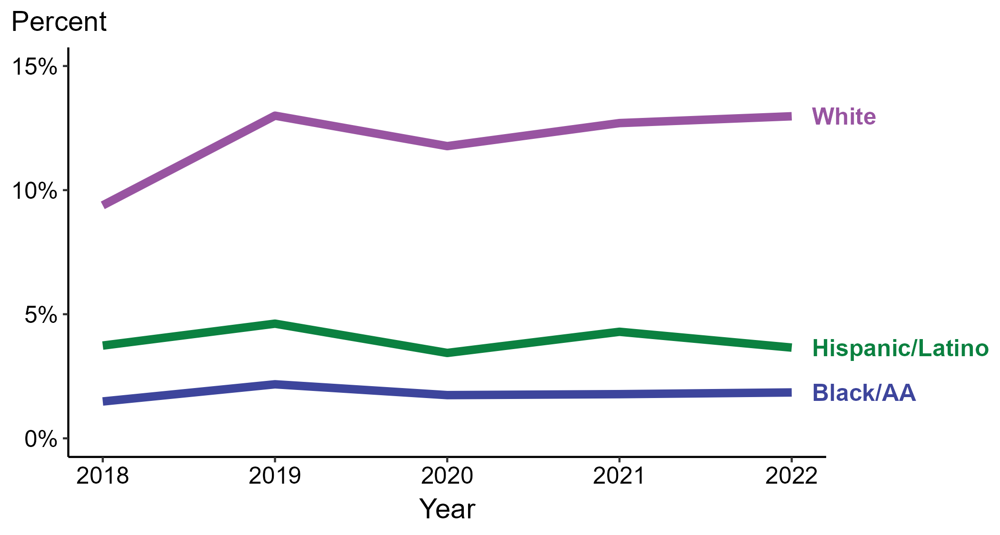 Percent
15%
White
10%
5%
Hispanic/Latino
Black/AA
0%
2018 2019 2020 2021 2022
Year